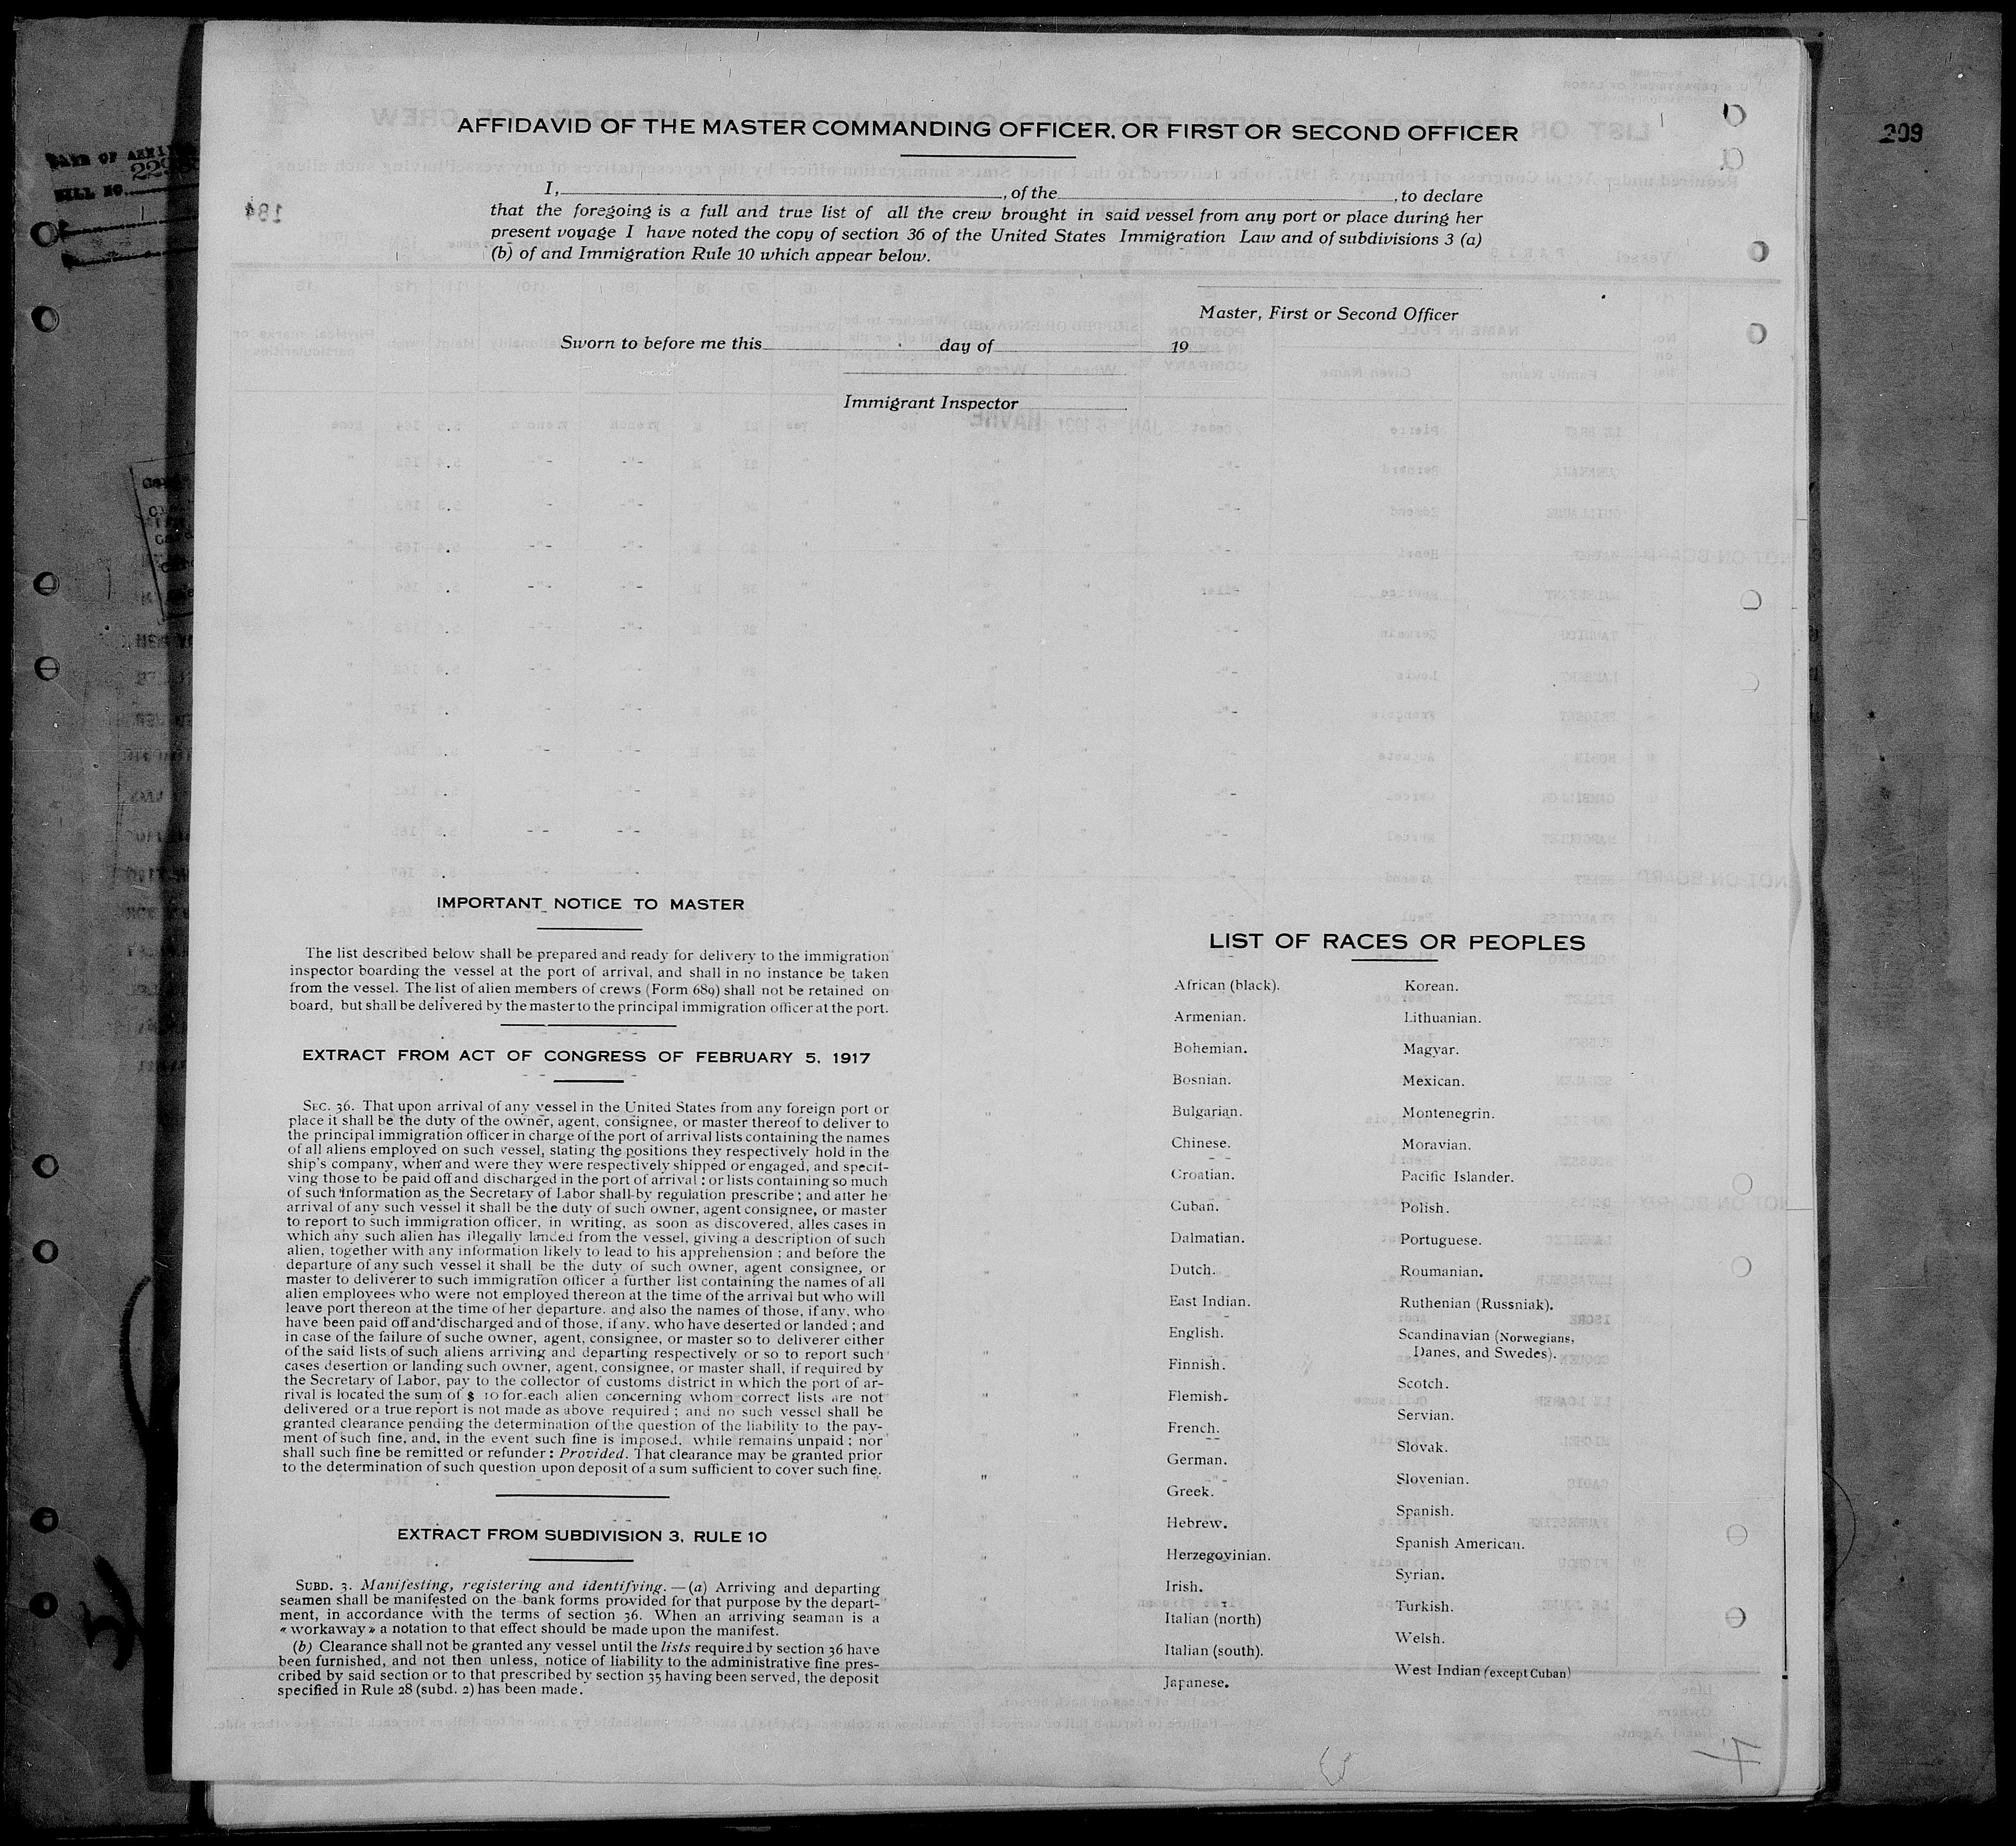 209
AFFIDAVID OF THE MASTER COMMANDING OFFICER, OR FIRST OR SECOND OFFICER
I, , of the , to declare
that the foregoing is a full and true list of all the crew brought in said vessel from any port or place during her
present voyage I have noted the copy of section 36 of the United States Immigration Law and of subdivisions 3 (a)
(b) of and Immigration Rule 10 which appear below.
Master, First or Second Officer
Sworn to before me this day of 19
Immigrant Inspector
IMPORTANT NOTICE TO MASTER
The list described below shall be prepared and ready for delivery to the immigration
inspector boarding the vessel at the port of arrival, and shall in no instance be taken
from the vessel. The list of alien members of crews (Form 689) shall not be retained on
board, but shall be delivered by the master to the principal immigration officer at the port.
EXTRACT FROM ACT OF CONGRESS OF FEBRUARY 5, 1917
SEC. 36. That upon arrival of any vessel in the United States from any foreign port or
place it shall be the duty of the owner, agent, consignee, or master thereof to deliver to
the principal immigration officer in charge of the port of arrival lists containing the names
of all aliens employed on such vessel, stating the positions they respectively hold in the
ship's company, when and were they were respectively shipped or engaged, and specit-
ving those to be paid off and discharged in the port of arrival : or lists containing so much
of such information as the Secretary of Labor shall by regulation prescribe ; and atter he
arrival of any such vessel it shall be the duty of such owner, agent consignee, or master
to report to such immigration officer, in writing, as soon as discovered, alles cases in
which any such alien has illegally landed from the vessel, giving a description of such
alien, together with any information likely to lead to his apprehension ; and before the
departure of any such vessel it shall be the duty of such owner, agent consignee, or
master to deliverer to such immigration officer a further list containing the names of all
alien employees who were not employed thereon at the time of the arrival but who will
leave port thereon at the time of her departure, and also the names of those, if any, who
have been paid off and discharged and of those, if any, who have deserted or landed ; and
in case of the failure of suche owner, agent, consignee, or master so to deliverer either
of the said lists of such aliens arriving and departing respectively or so to report such
cases desertion or landing such owner, agent, consignee, or master shall, if required by
the Secretary of Labor, pay to the collector of customs district in which the port of ar-
rival is located the sum of $ 10 for each alien concerning whom correct lists are not
delivered or a true report is not made as above required ; and no such vessel shall be
granted clearance pending the determination of the question of the liability to the pay-
ment of such fine, and, in the event such fine is imposed, while remains unpaid ; nor
shall such fine be remitted or refunder : Provided. That clearance may be granted prior
to the determination of such question upon deposit of a sum sufficient to cover such fine.
EXTRACT FROM SUBDIVISION 3, RULE 10
SUBD. 3. Manifesting, registering and identifying. — (a) Arriving and departing
seamen shall be manifested on the bank forms provided for that purpose by the depart-
ment, in accordance with the terms of section 36. When an arriving seaman is a
« workaway » a notation to that effect should be made upon the manifest.
(b) Clearance shall not be granted any vessel until the lists required by section 36 have
been furnished, and not then unless, notice of liability to the administrative fine pres-
cribed by said section or to that prescribed by section 35 having been served, the deposit
specified in Rule 28 (subd. 2) has been made.
LIST OF RACES OR PEOPLES
African (black).
Armenian.
Bohemian.
Bosnian.
Bulgarian.
Chinese.
Croatian.
Cuban.
Dalmatian.
Dutch.
East Indian.
English.
Finnish.
Flemish.
French.
German.
Greek.
Hebrew.
Herzegovinian.
Irish.
Italian (north)
Italian (south).
Japanese.
Korean.
Lithuanian.
Magyar.
Mexican.
Montenegrin.
Moravian.
Pacific Islander.
Polish.
Portuguese.
Roumanian.
Ruthenian (Russniak).
Scandinavian (Norwegians,
Danes, and Swedes).
Scotch.
Servian.
Slovak.
Slovenian.
Spanish.
Spanish American.
Syrian.
Turkish.
Welsh.
West Indian (except Cuban)